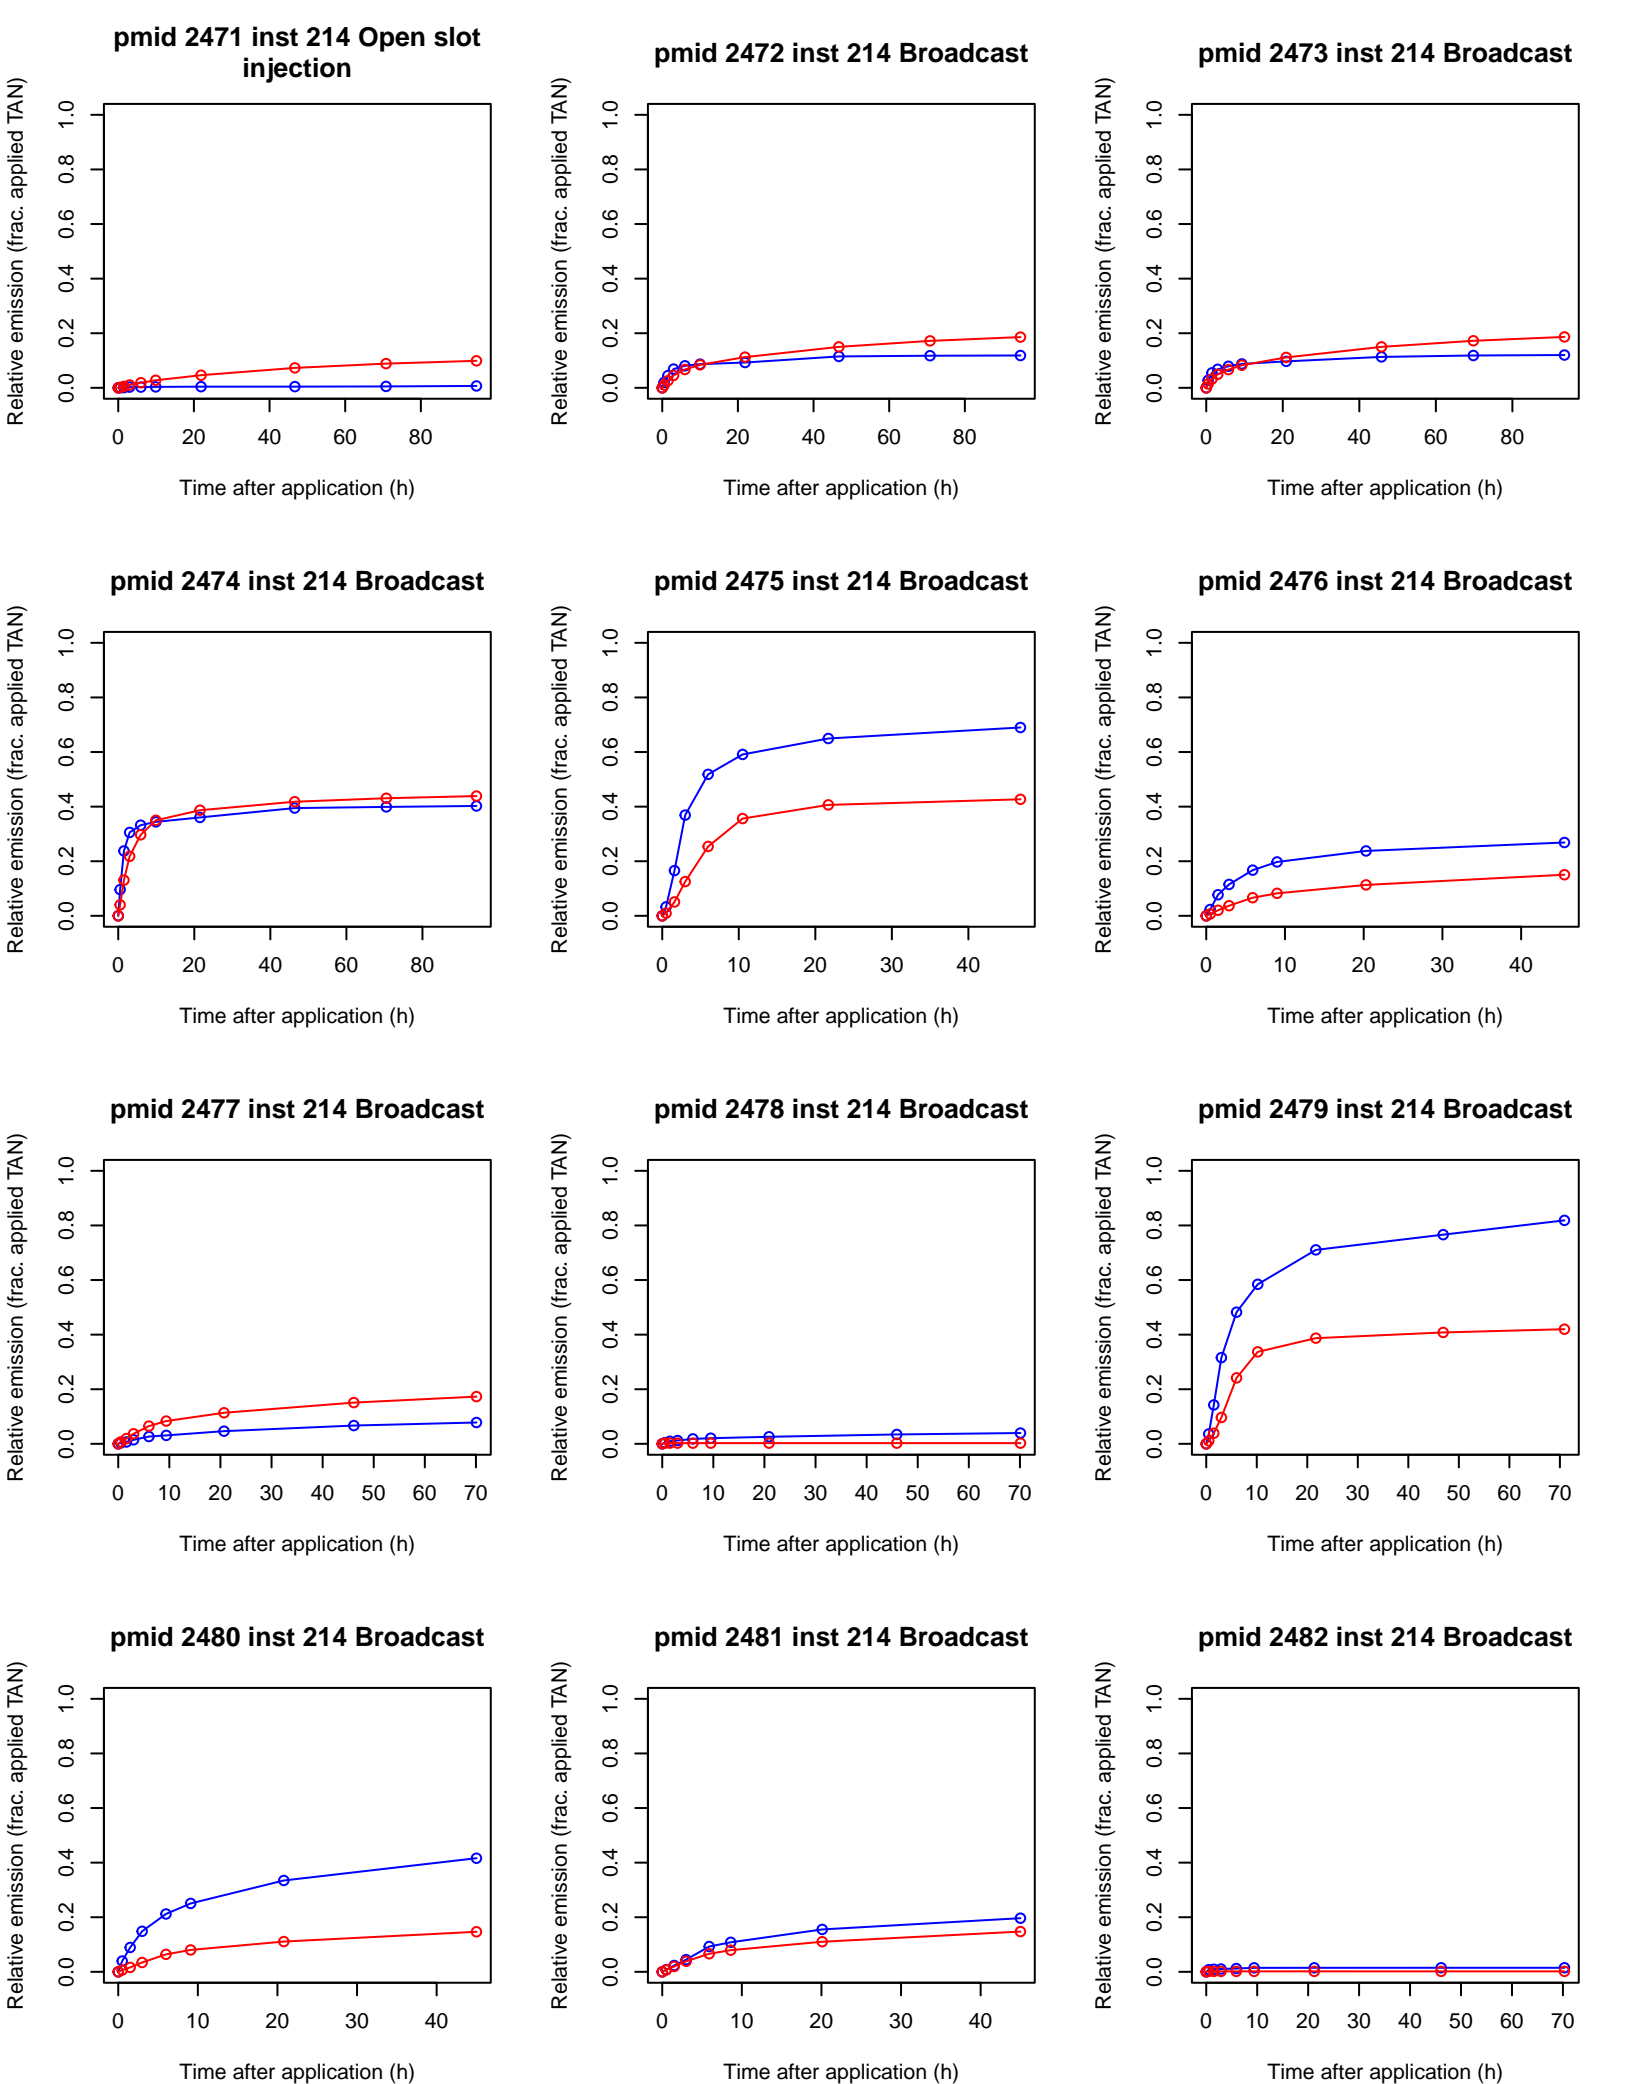 pmid 2471 inst 214 Open slot
injection
Relative emission (frac. applied TAN)
1.0
0.8
0.6
0.4
0.2
0.0
0 20 40 60 80
Time after application (h)
pmid 2472 inst 214 Broadcast
Relative emission (frac. applied TAN)
1.0
0.8
0.6
0.4
0.2
0.0
0 20 40 60 80
Time after application (h)
pmid 2473 inst 214 Broadcast
Relative emission (frac. applied TAN)
1.0
0.8
0.6
0.4
0.2
0.0
0 20 40 60 80
Time after application (h)
pmid 2474 inst 214 Broadcast
Relative emission (frac. applied TAN)
1.0
0.8
0.6
0.4
0.2
0.0
0 20 40 60 80
Time after application (h)
pmid 2475 inst 214 Broadcast
Relative emission (frac. applied TAN)
1.0
0.8
0.6
0.4
0.2
0.0
0 10 20 30 40
Time after application (h)
pmid 2476 inst 214 Broadcast
Relative emission (frac. applied TAN)
1.0
0.8
0.6
0.4
0.2
0.0
0 10 20 30 40
Time after application (h)
pmid 2477 inst 214 Broadcast
Relative emission (frac. applied TAN)
1.0
0.8
0.6
0.4
0.2
0.0
0 10 20 30 40 50 60 70
Time after application (h)
pmid 2478 inst 214 Broadcast
Relative emission (frac. applied TAN)
1.0
0.8
0.6
0.4
0.2
0.0
0 10 20 30 40 50 60 70
Time after application (h)
pmid 2479 inst 214 Broadcast
Relative emission (frac. applied TAN)
1.0
0.8
0.6
0.4
0.2
0.0
0 10 20 30 40 50 60 70
Time after application (h)
pmid 2480 inst 214 Broadcast
Relative emission (frac. applied TAN)
1.0
0.8
0.6
0.4
0.2
0.0
0 10 20 30 40
Time after application (h)
pmid 2481 inst 214 Broadcast
Relative emission (frac. applied TAN)
1.0
0.8
0.6
0.4
0.2
0.0
0 10 20 30 40
Time after application (h)
pmid 2482 inst 214 Broadcast
Relative emission (frac. applied TAN)
1.0
0.8
0.6
0.4
0.2
0.0
0 10 20 30 40 50 60 70
Time after application (h)